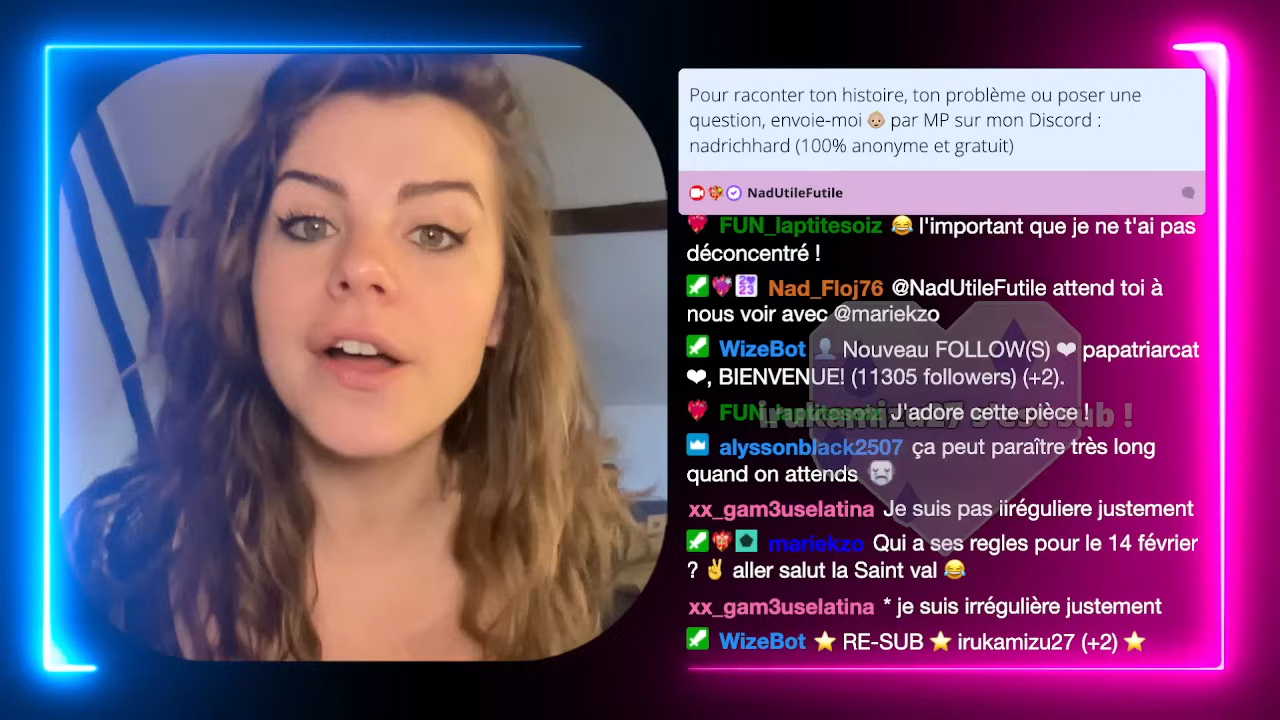 Pour raconter ton histoire, ton problème ou poser une
question, envoie-moi 👶🏼 par MP sur mon Discord :
nadrichhard (100% anonyme et gratuit)
NadUtileFutile
FUN_laptitesoiz 😂 l'important que je ne t'ai pas
déconcentré !
Nad_Floj76 @NadUtileFutile attend toi à
nous voir avec @mariekzo
WizeBot 👤 Nouveau FOLLOW(S) ❤ papatriarcat
❤, BIENVENUE! (11305 followers) (+2).
FUN_laptitesoiz J'adore cette pièce !
irukamizu27 s'est sub !
alyssonblack2507 ça peut paraître très long
quand on attends
xx_gam3uselatina Je suis pas iiréguliere justement
mariekzo Qui a ses regles pour le 14 février
? ✌ aller salut la Saint val 😂
xx_gam3uselatina * je suis irrégulière justement
WizeBot ⭐ RE-SUB ⭐ irukamizu27 (+2) ⭐